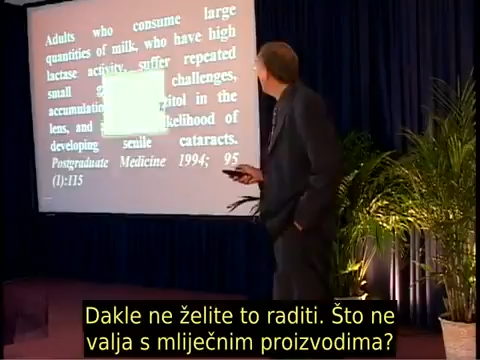 Adults who consume large
quantities of milk, who have high
lactase activity, suffer repeated
small challenges,
in the
lens, and of
developing senile cataracts.
Postgraduate Medicine 1994; 95
(1):115
Dakle ne želite to raditi. Što ne
valja s mliječnim proizvodima?